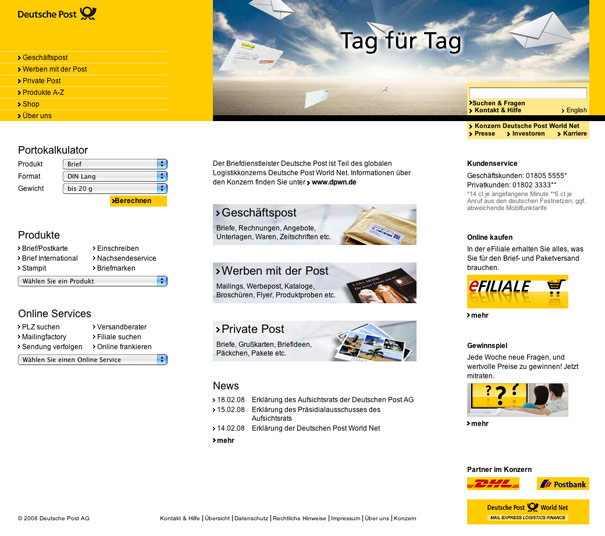 Deutsche Post
Tag für Tag
Geschäftspost
Werben mit der Post
Private Post
Produkte A-Z
Shop
Über uns
Suchen & Fragen
Kontakt & Hilfe
English
Konzern Deutsche Post World Net
Presse
Investoren
Karriere
Portokalkulator
Produkt
Brief
Format
DIN Lang
Gewicht
bis 20 g
Berechnen
Produkte
Brief/Postkarte
Einschreiben
Brief International
Nachsendeservice
Stampit
Briefmarken
Wählen Sie ein Produkt
Online Services
PLZ suchen
Versandberater
Mailingfactory
Filiale suchen
Sendung verfolgen
Online frankieren
Wählen Sie einen Online Service
Der Briefdienstleister Deutsche Post ist Teil des globalen
Logistikkonzerns Deutsche Post World Net. Informationen über
den Konzern finden Sie unter www.dpwn.de
Geschäftspost
Briefe, Rechnungen, Angebote,
Unterlagen, Waren, Zeitschriften etc.
Werben mit der Post
Mailings, Werbepost, Kataloge,
Broschüren, Flyer, Produktproben etc.
Private Post
Briefe, Grußkarten, Briefideen,
Päckchen, Pakete etc.
News
18.02.08 Erklärung des Aufsichtsrats der Deutschen Post AG
15.02.08 Erklärung des Präsidialausschusses des
Aufsichtsrats
14.02.08 Erklärung der Deutschen Post World Net
mehr
Kundenservice
Geschäftskunden: 01805 5555*
Privatkunden: 01802 3333**
*14 ct je angefangene Minute **6 ct je
Anruf aus den deutschen Festnetzen; ggf.
abweichende Mobilfunktarife
Online kaufen
In der eFiliale erhalten Sie alles, was
Sie für den Brief- und Paketversand
brauchen.
eFILIALE
mehr
Gewinnspiel
Jede Woche neue Fragen, und
wertvolle Preise zu gewinnen! Jetzt
mitraten.
???
mehr
Partner im Konzern
DHL
Postbank
Deutsche Post World Net
MAIL EXPRESS LOGISTICS FINANCE
© 2008 Deutsche Post AG
Kontakt & Hilfe | Übersicht | Datenschutz | Rechtliche Hinweise | Impressum | Über uns | Konzern